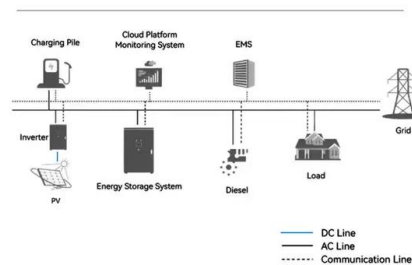 Charging Pile
Cloud Platform
Monitoring System
EMS
Grid
Inverter
PV
Energy Storage System
Diesel
Load
DC Line
AC Line
Communication Line